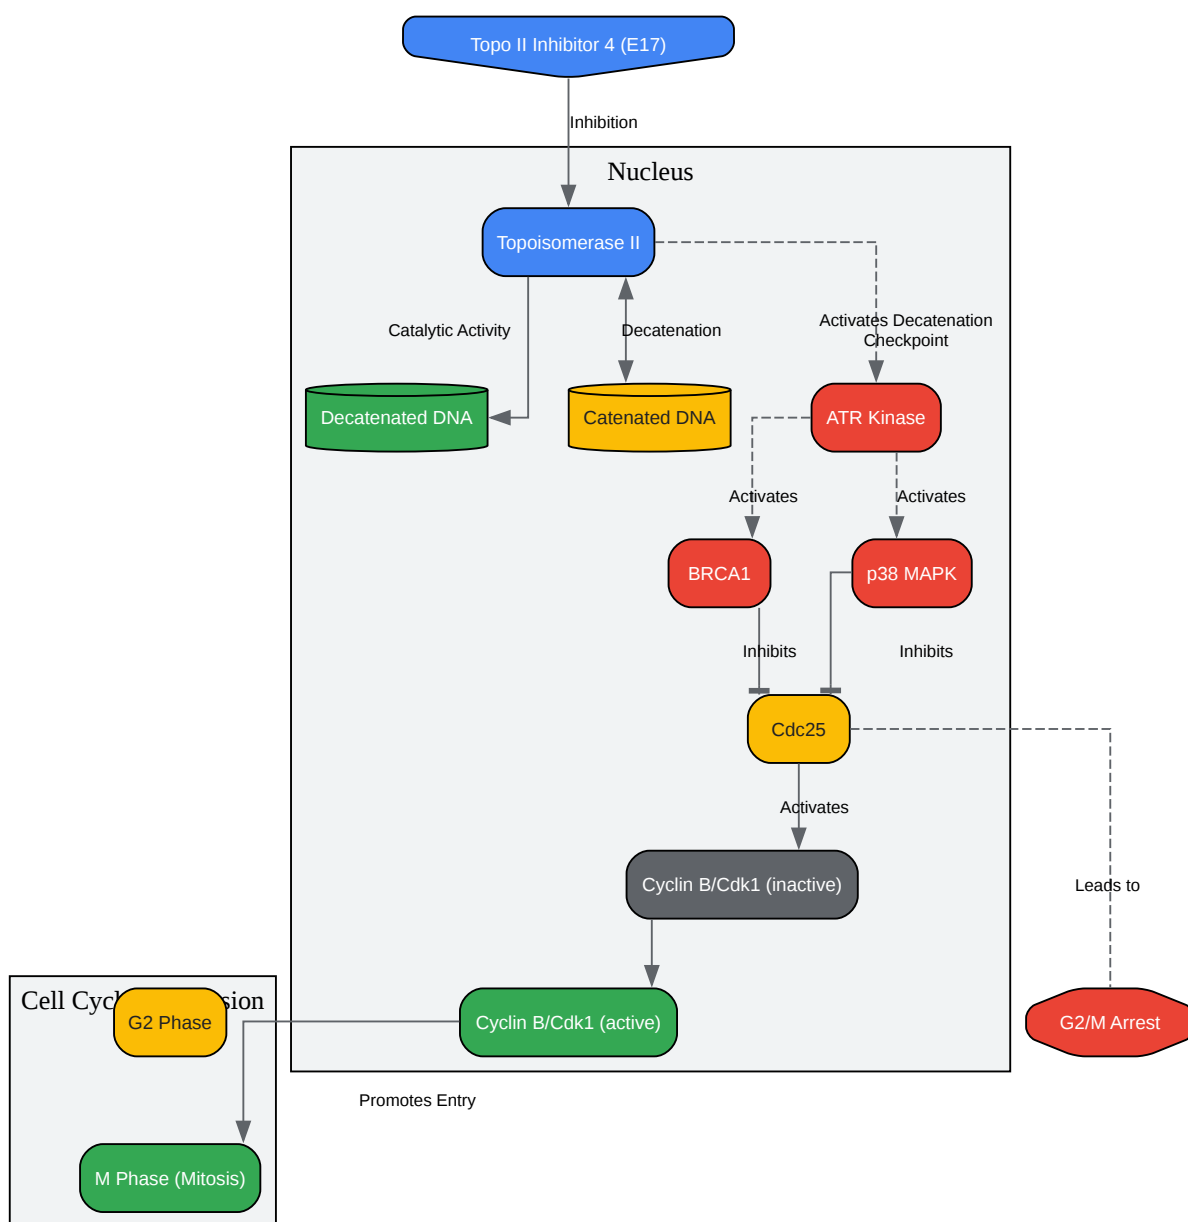 Topo II Inhibitor 4 (E17)
Inhibition
Nucleus
Topoisomerase II
Catalytic Activity
Decatenation
Activates Decatenation
Checkpoint
Decatenated DNA
Catenated DNA
ATR Kinase
Activates
Activates
BRCA1
p38 MAPK
Inhibits
Inhibits
Cdc25
Activates
Cyclin B/Cdk1 (inactive)
Leads to
Cell
G2 Phase
Cyclin B/Cdk1 (active)
G2/M Arrest
Promotes Entry
M Phase (Mitosis)